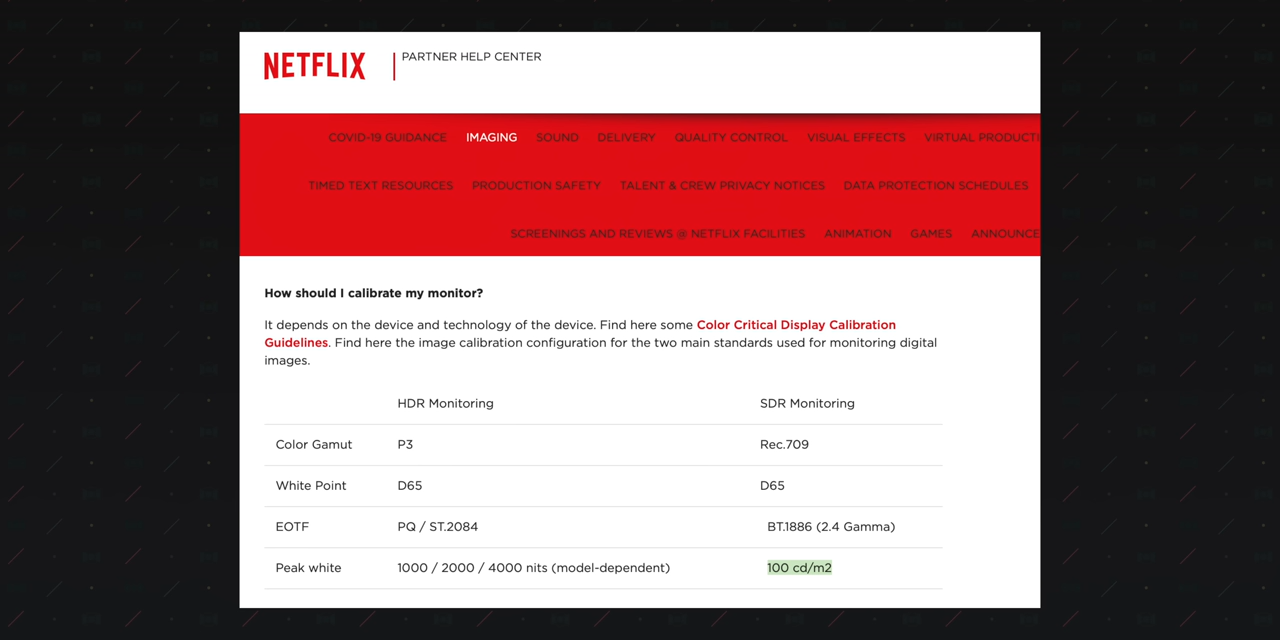 NETFLIX PARTNER HELP CENTER
COVID-19 GUIDANCE IMAGING SOUND DELIVERY QUALITY CONTROL VISUAL EFFECTS VIRTUAL PRODUCTI
TIMED TEXT RESOURCES PRODUCTION SAFETY TALENT & CREW PRIVACY NOTICES DATA PROTECTION SCHEDULES
SCREENINGS AND REVIEWS @ NETFLIX FACILITIES ANIMATION GAMES ANNOUNCE
How should I calibrate my monitor?
It depends on the device and technology of the device. Find here some Color Critical Display Calibration
Guidelines. Find here the image calibration configuration for the two main standards used for monitoring digital
images.
HDR Monitoring SDR Monitoring
Color Gamut P3 Rec.709
White Point D65 D65
EOTF PQ / ST.2084 BT.1886 (2.4 Gamma)
Peak white 1000 / 2000 / 4000 nits (model-dependent) 100 cd/m2